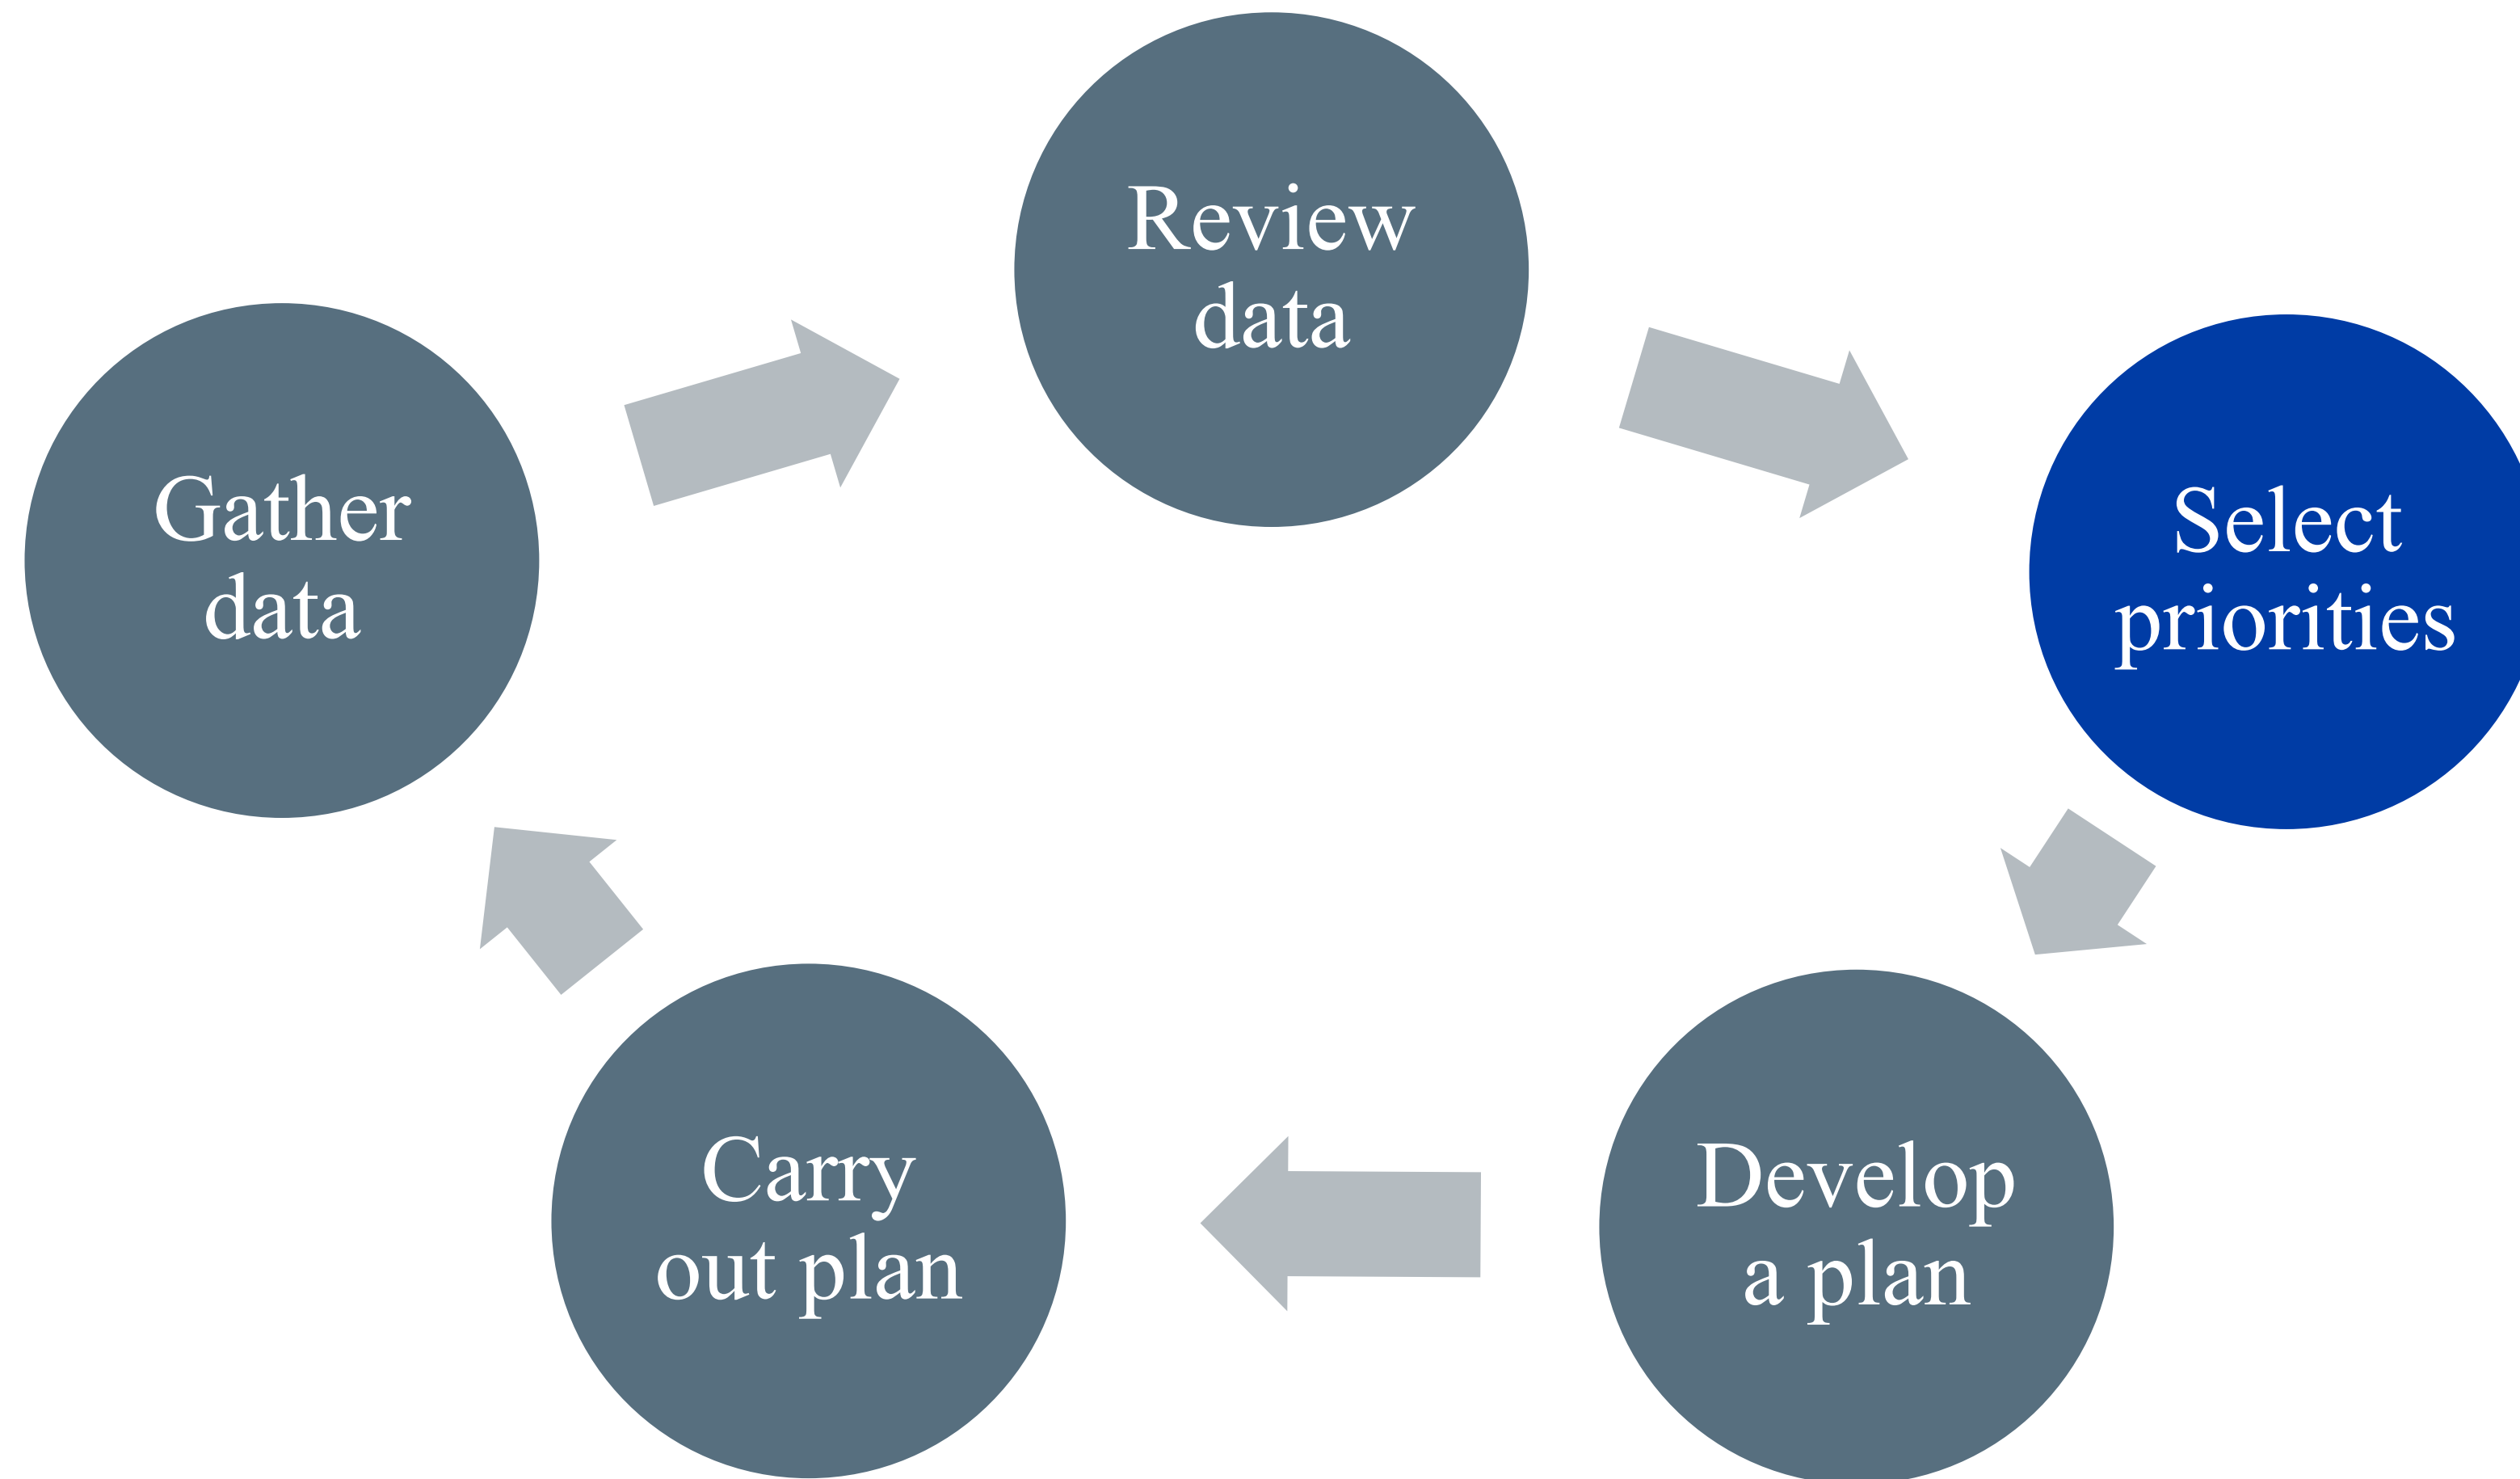 Review
data
Gather
data
Select
priorities
Carry
out plan
Develop
a plan